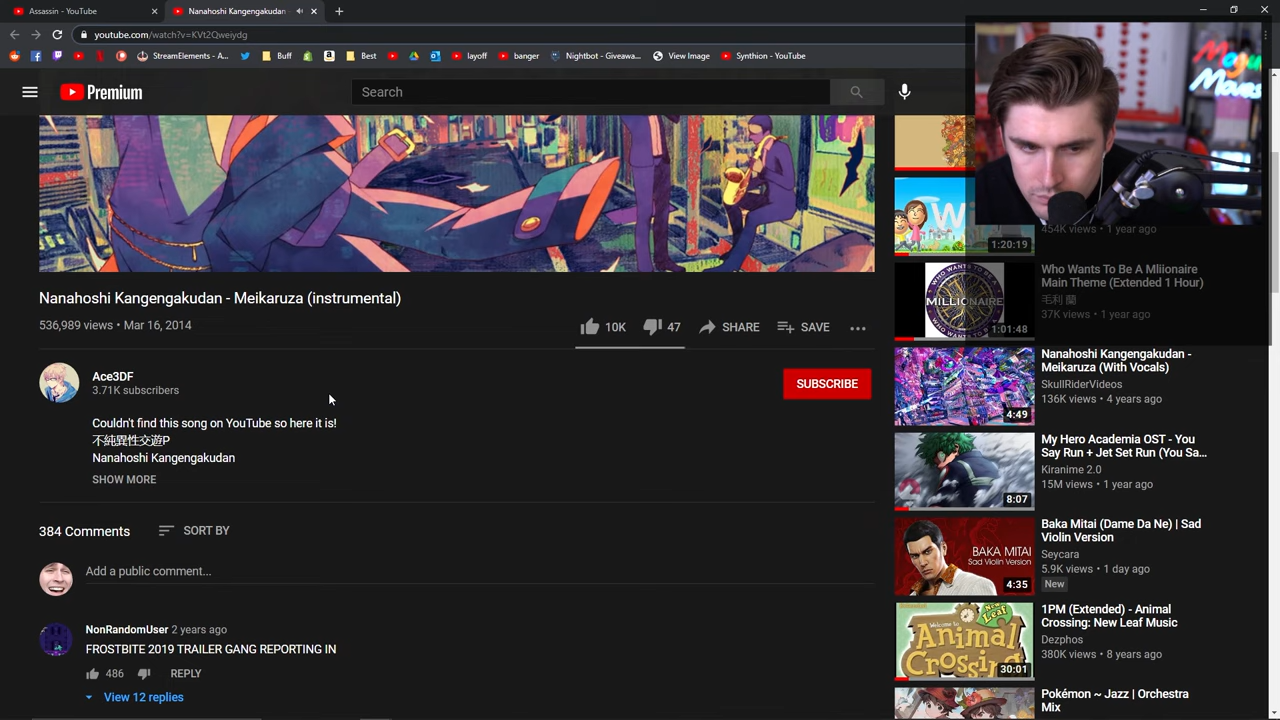 Assassin - YouTube
Nanahoshi Kangengakudan
youtube.com/watch?v=KVt2Qweiydg
StreamElements - A...
Buff
Best
layoff
banger
Nightbot - Giveawa...
View Image
Synthion - YouTube
Premium
Search
Nanahoshi Kangengakudan - Meikaruza (instrumental)
536,989 views • Mar 16, 2014
10K
47
SHARE
SAVE
Ace3DF
3.71K subscribers
SUBSCRIBE
Couldn't find this song on YouTube so here it is!
不純異性交遊P
Nanahoshi Kangengakudan
SHOW MORE
384 Comments
SORT BY
Add a public comment...
NonRandomUser 2 years ago
FROSTBITE 2019 TRAILER GANG REPORTING IN
486
REPLY
View 12 replies
1:20:19
454K views • 1 year ago
WHO WANTS TO BE A
MILLIONAIRE
1:01:48
Who Wants To Be A Mliionaire
Main Theme (Extended 1 Hour)
毛利 蘭
37K views • 1 year ago
4:49
Nanahoshi Kangengakudan -
Meikaruza (With Vocals)
SkullRiderVideos
136K views • 4 years ago
8:07
My Hero Academia OST - You
Say Run + Jet Set Run (You Sa...
Kiranime 2.0
15M views • 1 year ago
BAKA MITAI
Sad Violin Version
4:35
Baka Mitai (Dame Da Ne) | Sad
Violin Version
Seycara
5.9K views • 1 day ago
New
Welcome to
Animal
Crossing
New Leaf
30:01
1PM (Extended) - Animal
Crossing: New Leaf Music
Dezphos
380K views • 8 years ago
Pokémon ~ Jazz | Orchestra
Mix